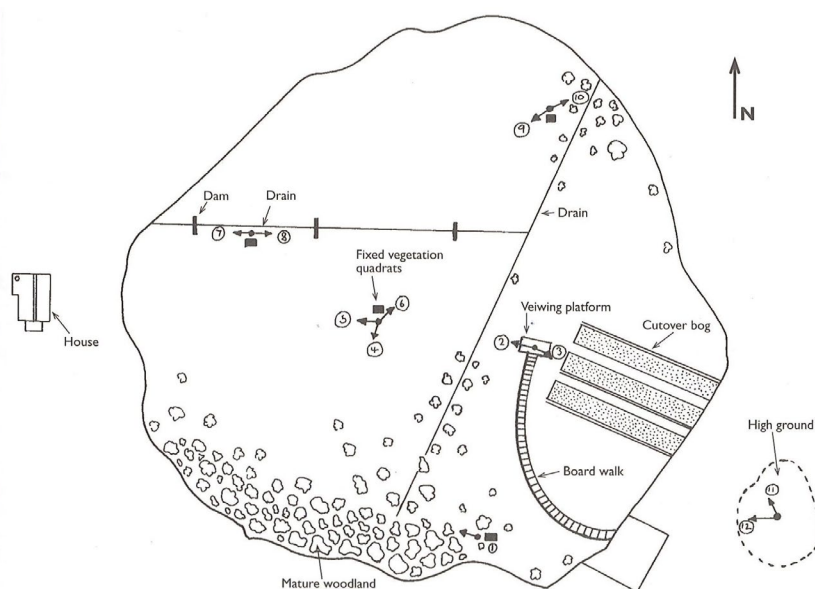 N
10
9
Dam
Drain
Drain
7
8
Fixed vegetation
quadrats
6
5
4
House
Veiwing platform
2
3
Cutover bog
High ground
11
12
Board walk
1
Mature woodland